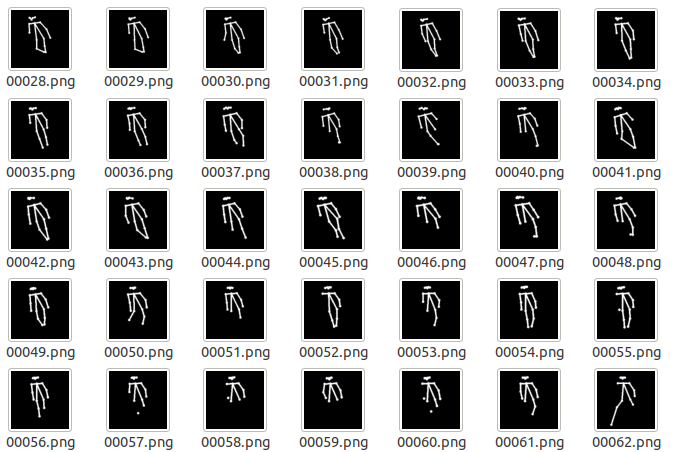 00028.png 00029.png 00030.png 00031.png 00032.png 00033.png 00034.png
00035.png 00036.png 00037.png 00038.png 00039.png 00040.png 00041.png
00042.png 00043.png 00044.png 00045.png 00046.png 00047.png 00048.png
00049.png 00050.png 00051.png 00052.png 00053.png 00054.png 00055.png
00056.png 00057.png 00058.png 00059.png 00060.png 00061.png 00062.png